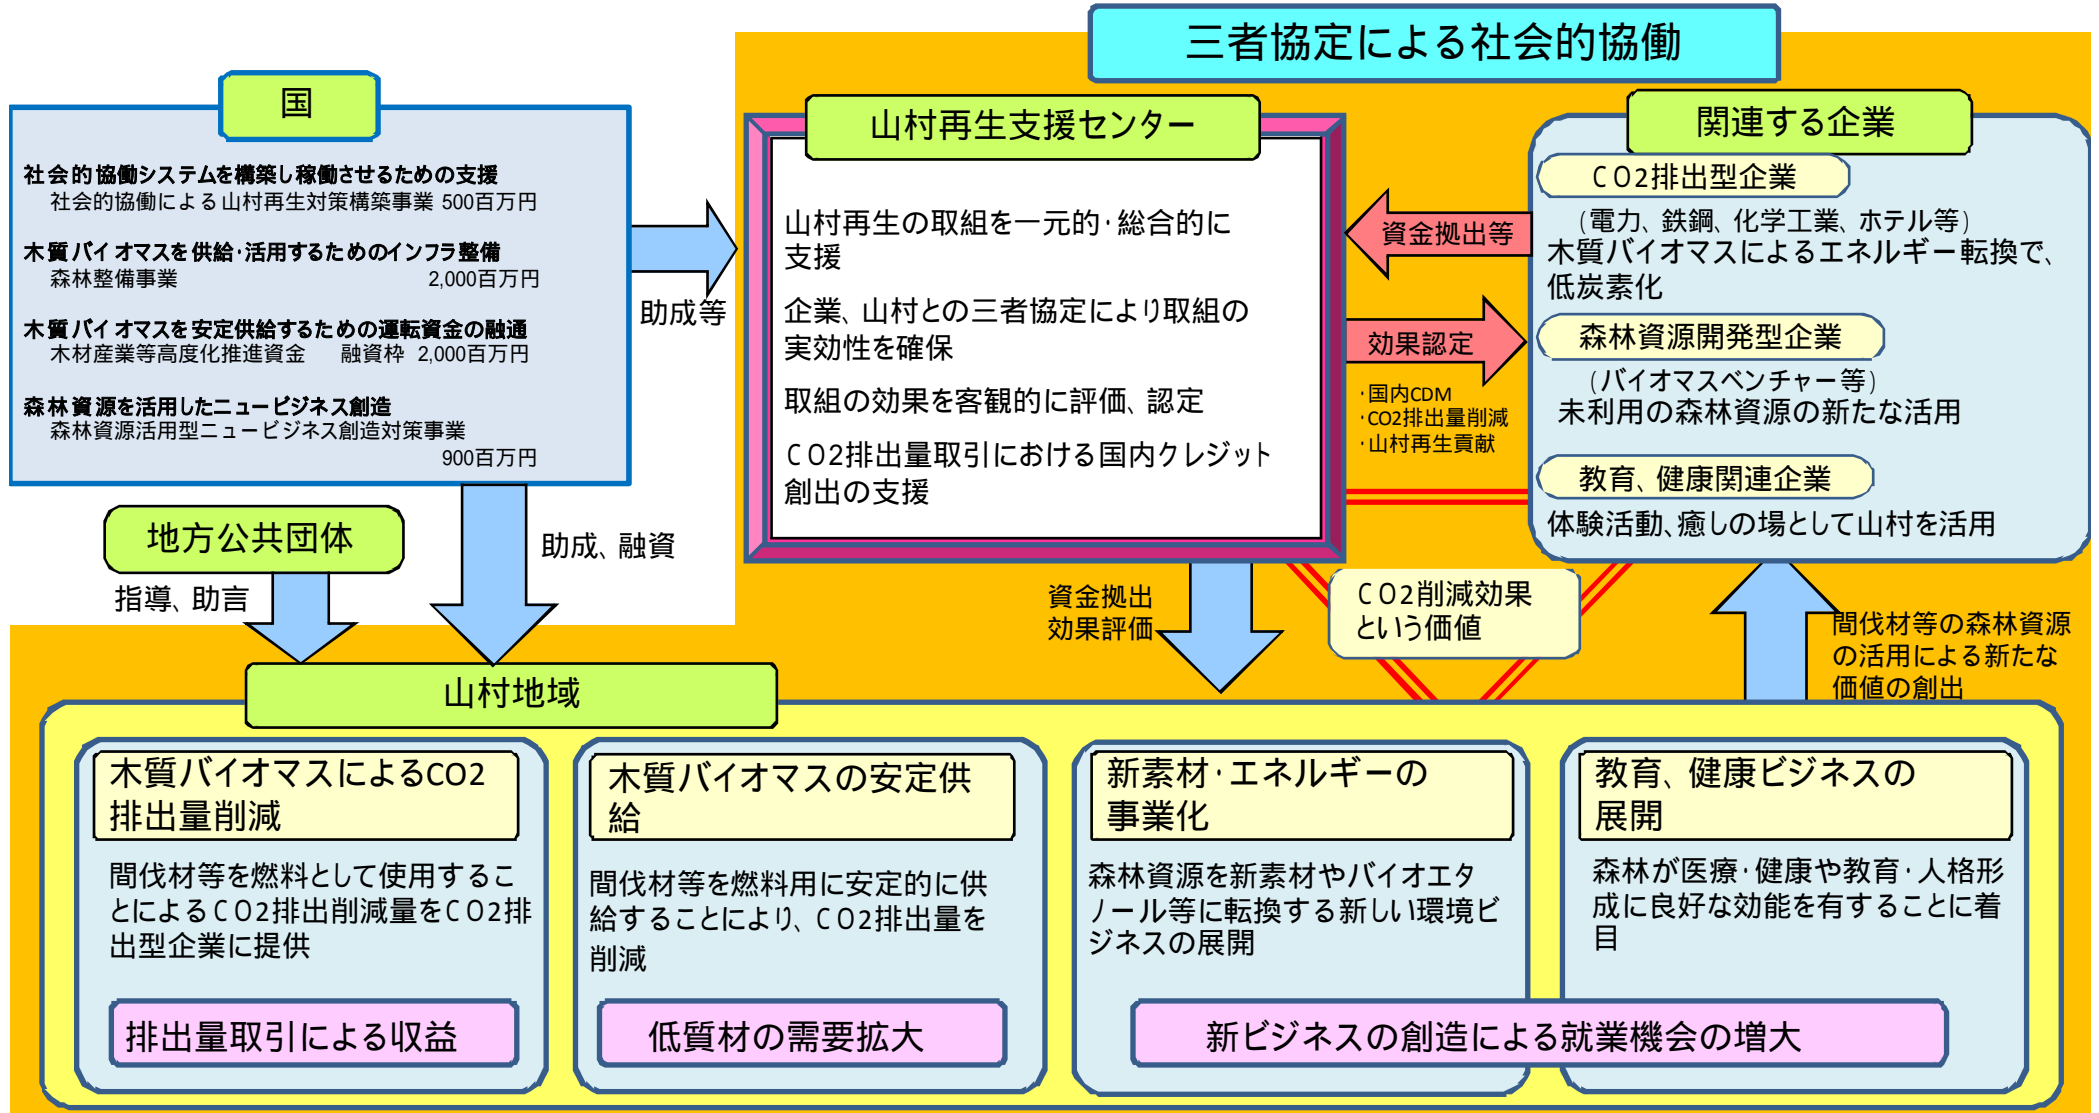 三者協定による社会的協働
国
社会的協働システムを構築し稼働させるための支援
社会的協働による山村再生対策構築事業 500百万円
木質バイオマスを供給・活用するためのインフラ整備
森林整備事業 2,000百万円
木質バイオマスを安定供給するための運転資金の融通
木材産業等高度化推進資金 融資枠 2,000百万円
森林資源を活用したニュービジネス創造
森林資源活用型ニュービジネス創造対策事業
900百万円
助成等
山村再生支援センター
山村再生の取組を一元的・総合的に
支援
企業、山村との三者協定により取組の
実効性を確保
取組の効果を客観的に評価、認定
CO2排出量取引における国内クレジット
創出の支援
資金拠出等
効果認定
・国内CDM
・CO2排出量削減
・山村再生貢献
関連する企業
CO2排出型企業
(電力、鉄鋼、化学工業、ホテル等)
木質バイオマスによるエネルギー転換で、
低炭素化
森林資源開発型企業
(バイオマスベンチャー等)
未利用の森林資源の新たな活用
教育、健康関連企業
体験活動、癒しの場として山村を活用
地方公共団体
指導、助言
助成、融資
資金拠出
効果評価
CO2削減効果
という価値
間伐材等の森林資源
の活用による新たな
価値の創出
山村地域
木質バイオマスによるCO2
排出量削減
間伐材等を燃料として使用するこ
とによるCO2排出削減量をCO2排
出型企業に提供
排出量取引による収益
木質バイオマスの安定供
給
間伐材等を燃料用に安定的に供
給することにより、CO2排出量を
削減
低質材の需要拡大
新素材・エネルギーの
事業化
森林資源を新素材やバイオエタ
ノール等に転換する新しい環境ビ
ジネスの展開
教育、健康ビジネスの
展開
森林が医療・健康や教育・人格形
成に良好な効能を有することに着
目
新ビジネスの創造による就業機会の増大